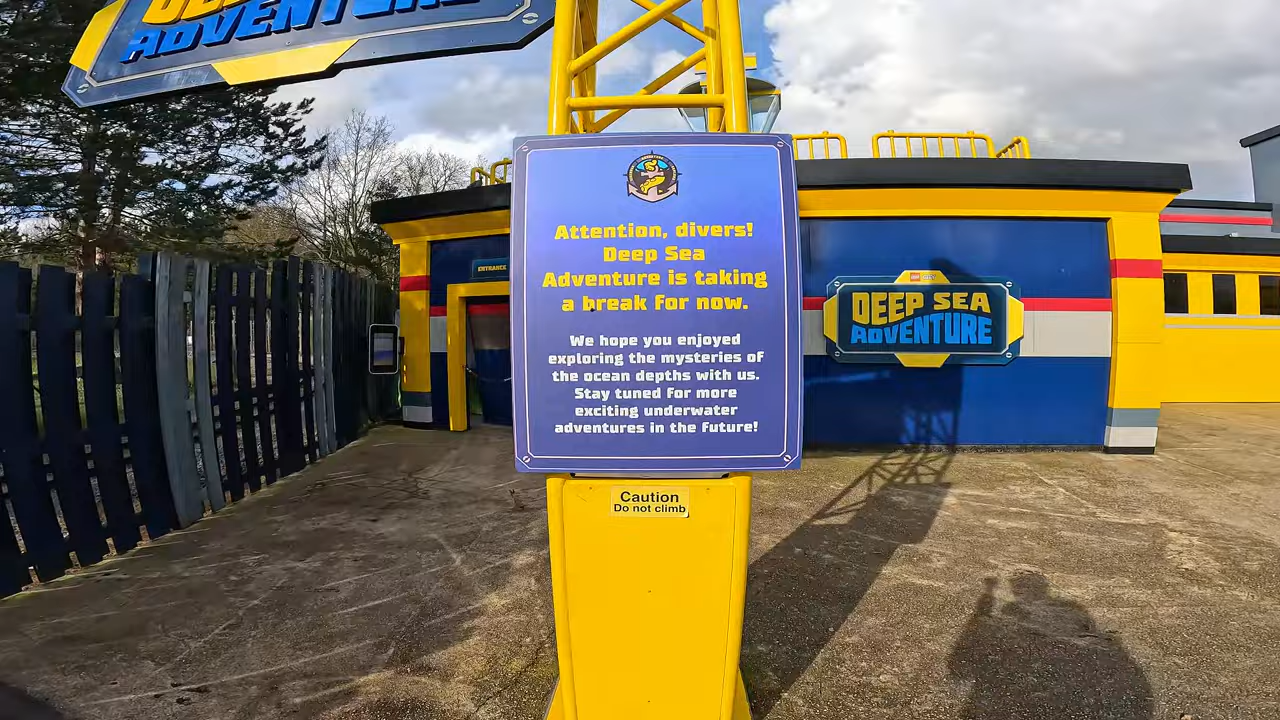 DEEP SEA
ADVENTURE
Attention, divers!
Deep Sea
Adventure is taking
a break for now.
We hope you enjoyed
exploring the mysteries of
the ocean depths with us.
Stay tuned for more
exciting underwater
adventures in the future!
Caution
Do not climb
ENTRANCE
DEEP SEA
ADVENTURE